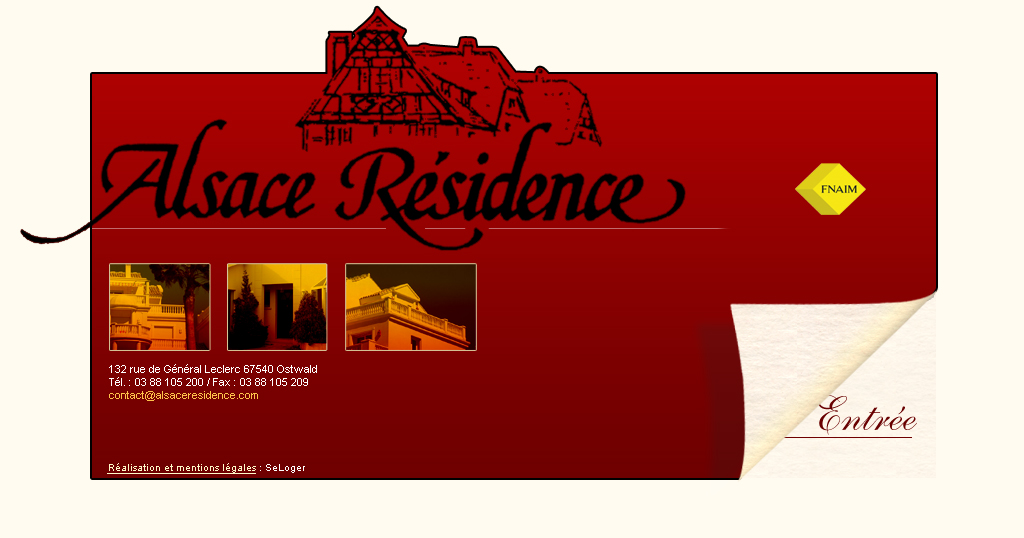 Alsace Résidence
FNAIM
132 rue de Général Leclerc 67540 Ostwald
Tél. : 03 88 105 200 / Fax : 03 88 105 209
contact@alsaceresidence.com
Entrée
Réalisation et mentions légales : SeLoger